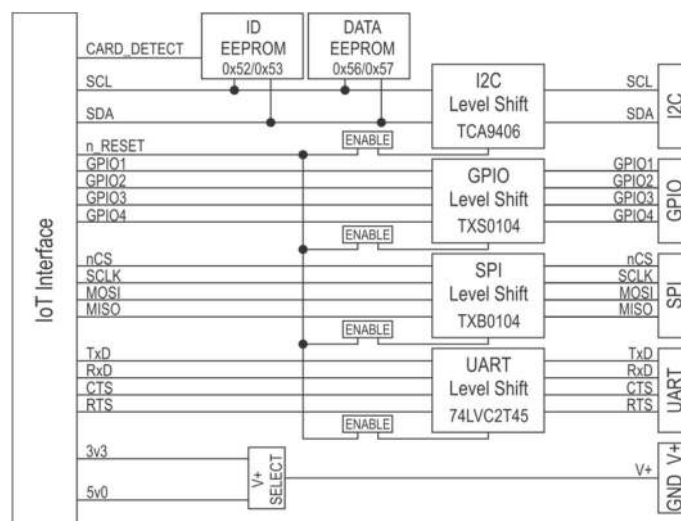 IoT Interface
ID
EEPROM
0x52/0x53
DATA
EEPROM
0x56/0x57
CARD_DETECT
SCL
SDA
n_RESET
ENABLE
I2C
Level Shift
TCA9406
SCL
SDA
I2C
GPIO1
GPIO2
GPIO3
GPIO4
ENABLE
GPIO
Level Shift
TXS0104
GPIO1
GPIO2
GPIO3
GPIO4
GPIO
nCS
SCLK
MOSI
MISO
ENABLE
SPI
Level Shift
TXB0104
nCS
SCLK
MOSI
MISO
SPI
TxD
RxD
CTS
RTS
ENABLE
UART
Level Shift
74LVC2T45
TxD
RxD
CTS
RTS
UART
3v3
5v0
V+
SELECT
V+
GND V+